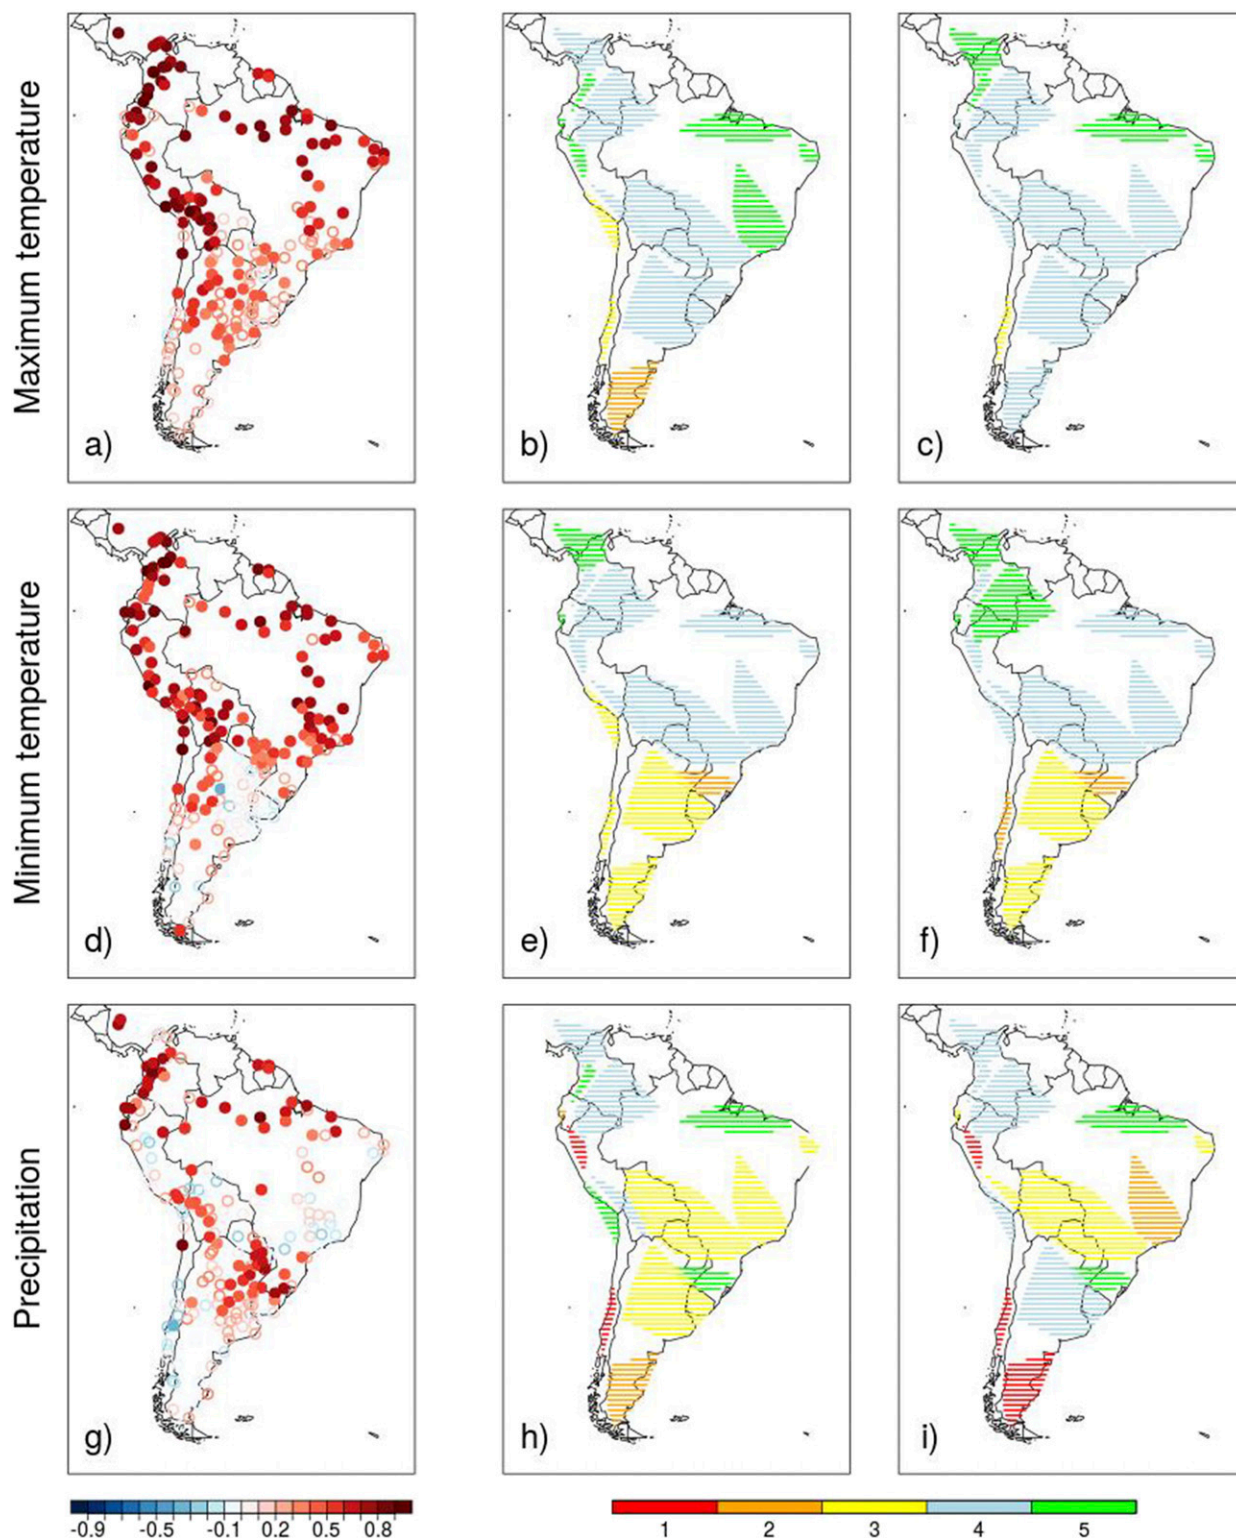 Maximum temperature
a)
b)
c)
Minimum temperature
d)
e)
f)
Precipitation
g)
h)
i)
-0.9 -0.5 -0.1 0.2 0.5 0.8
1 2 3 4 5